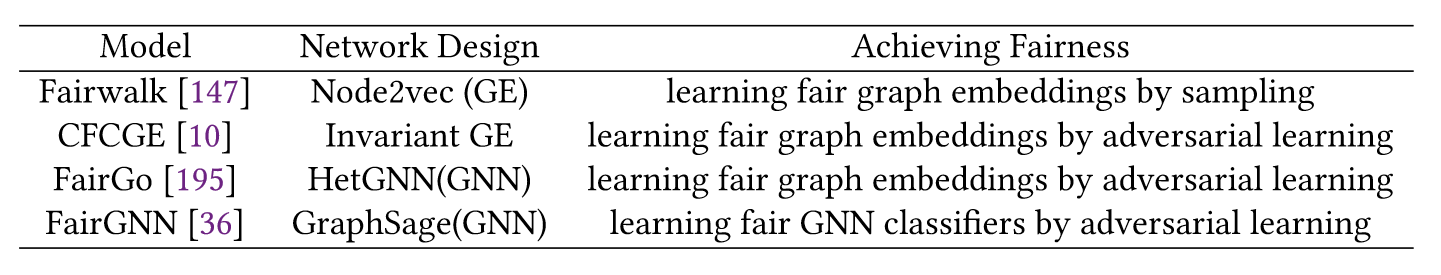 Model Network Design Achieving Fairness
Fairwalk [147] Node2vec (GE) learning fair graph embeddings by sampling
CFCGE [10] Invariant GE learning fair graph embeddings by adversarial learning
FairGo [195] HetGNN(GNN) learning fair graph embeddings by adversarial learning
FairGNN [36] GraphSage(GNN) learning fair GNN classifiers by adversarial learning